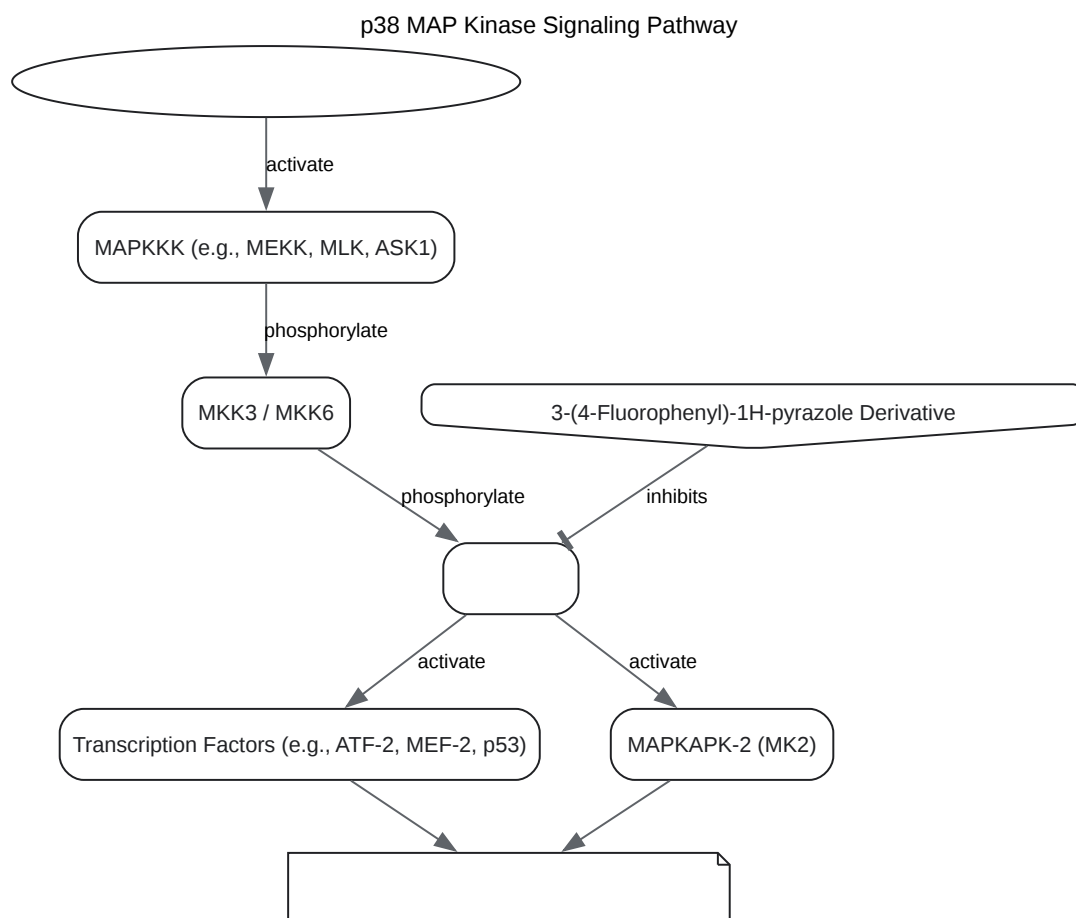 p38 MAP Kinase Signaling Pathway
activate
MAPKKK (e.g., MEKK, MLK, ASK1)
phosphorylate
MKK3 / MKK6
3-(4-Fluorophenyl)-1H-pyrazole Derivative
phosphorylate
inhibits
activate
activate
Transcription Factors (e.g., ATF-2, MEF-2, p53)
MAPKAPK-2 (MK2)